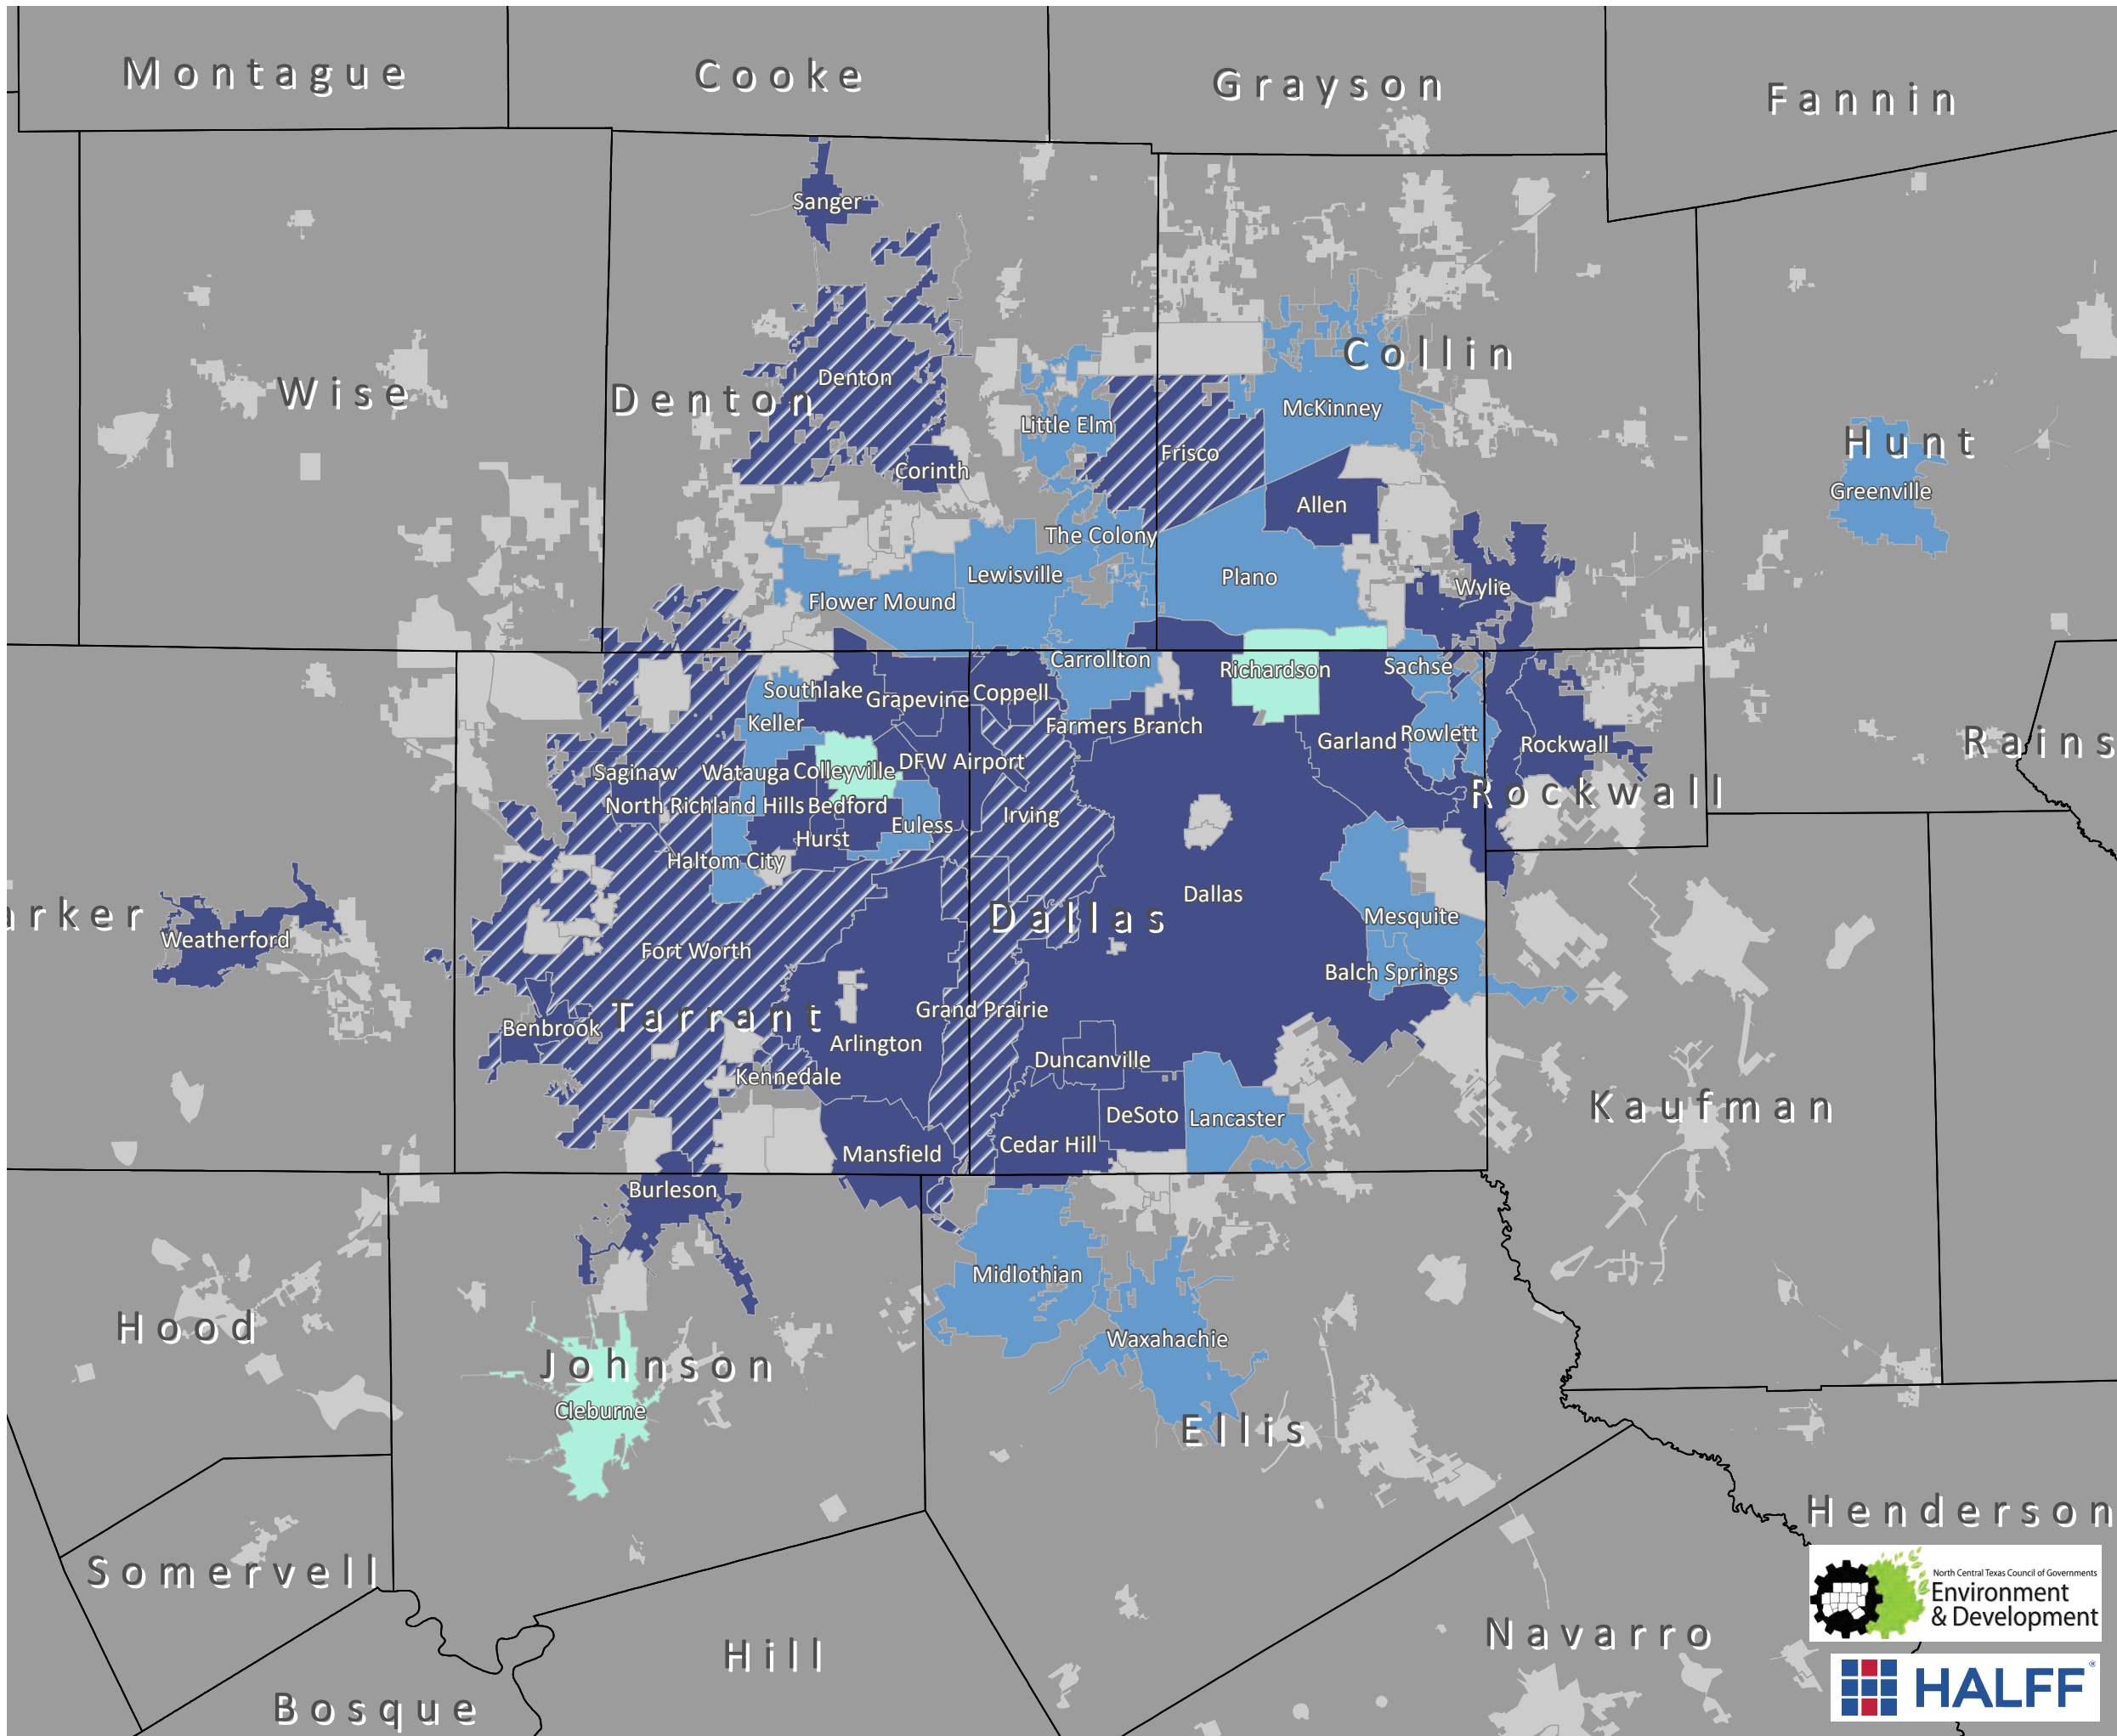 Montague
Cooke
Grayson
Fannin
Sanger
Wise
Denton
Denton
Collin
McKinney
Little Elm
Frisco
Hunt
Greenville
Corinth
Allen
The Colony
Lewisville
Plano
Wylie
Flower Mound
Carrollton
Richardson
Sachse
Southlake
Grapevine
Coppell
Keller
Farmers Branch
Garland
Rowlett
Rockwall
Rains
Saginaw
Watauga
Colleyville
DFW Airport
Rockwall
North Richland Hills
Bedford
Irving
Hurst
Euless
Haltom City
Dallas
arker
Weatherford
Dallas
Mesquite
Fort Worth
Balch Springs
Tarrant
Grand Prairie
Benbrook
Arlington
Duncanville
Kennedale
Kaufman
DeSoto
Lancaster
Cedar Hill
Mansfield
Burleson
Midlothian
Hood
Waxahachie
Johnson
Cleburne
Ellis
Henderson
Somervell
North Central Texas Council of Governments
Environment
& Development
Navarro
Hill
HALFF®
Bosque